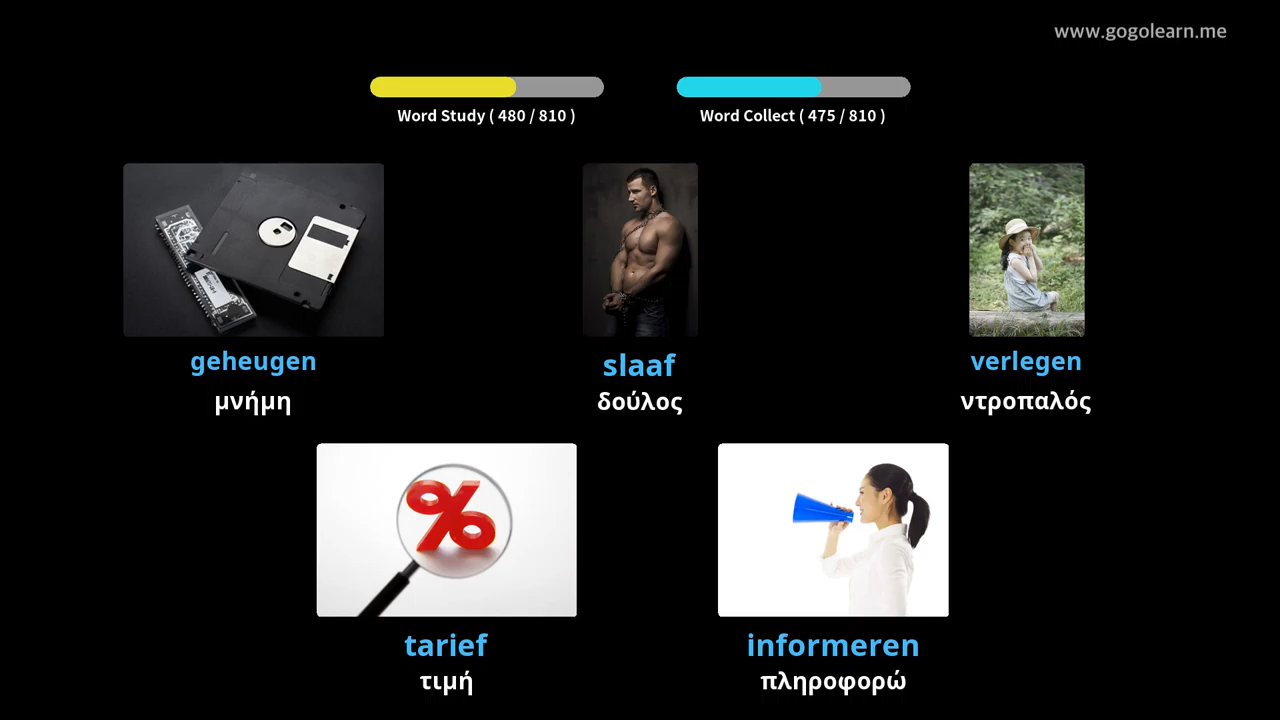 www.gogolearn.me
Word Study ( 480 / 810 )
Word Collect ( 475 / 810 )
geheugen
μνήμη
slaaf
δούλος
verlegen
ντροπαλός
tarief
τιμή
informeren
πληροφορώ